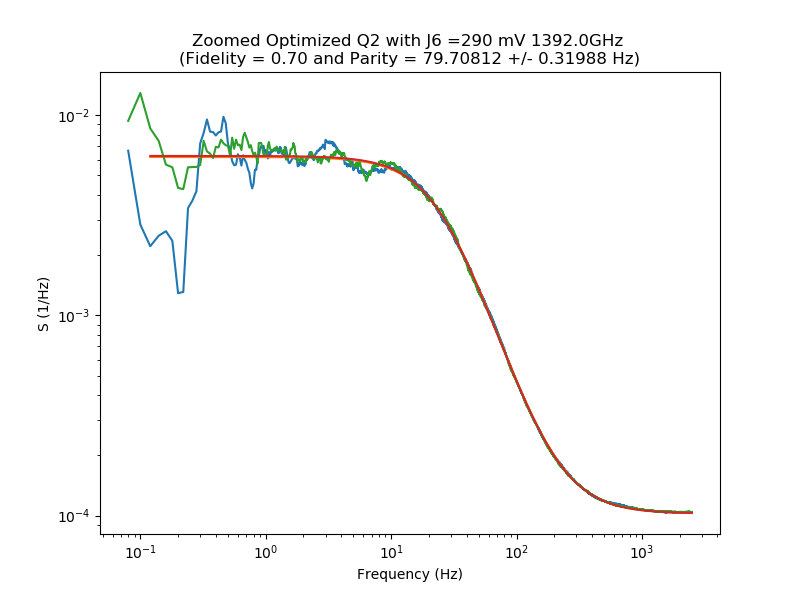 Zoomed Optimized Q2 with J6 =290 mV 1392.0GHz
(Fidelity = 0.70 and Parity = 79.70812 +/- 0.31988 Hz)
S (1/Hz)
10⁻²
10⁻³
10⁻⁴
10⁻¹ 10⁰ 10¹ 10² 10³
Frequency (Hz)